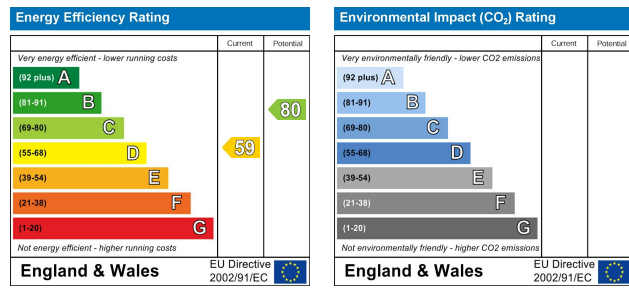 Energy Efficiency Rating
Current Potential
Very energy efficient - lower running costs
(92 plus) A
(81-91) B
(69-80) C
(55-68) D
(39-54) E
(21-38) F
(1-20) G
59
80
Not energy efficient - higher running costs
England & Wales
EU Directive
2002/91/EC
Environmental Impact (CO₂) Rating
Current Potential
Very environmentally friendly - lower CO2 emissions
(92 plus) A
(81-91) B
(69-80) C
(55-68) D
(39-54) E
(21-38) F
(1-20) G
Not environmentally friendly - higher CO2 emissions
England & Wales
EU Directive
2002/91/EC